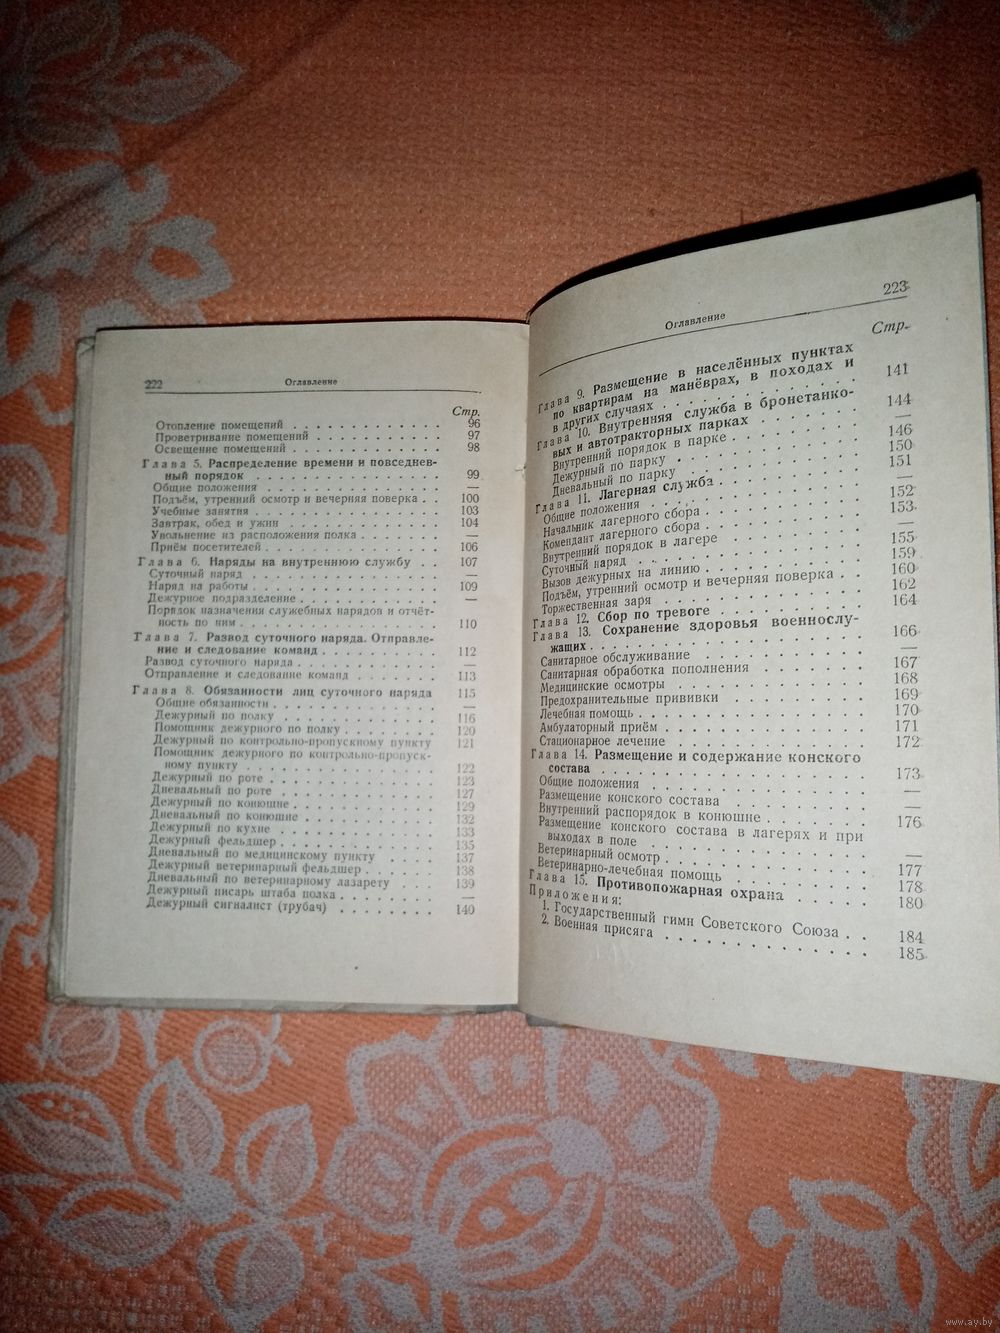 222
Оглавление
Стр.
Отопление помещений . . . . . . . . . . . 96
Проветривание помещений . . . . . . . . . . 97
Освещение помещений . . . . . . . . . . . 98
Глава 5. Распределение времени и повседнев-
ный порядок . . . . . . . . . . . . . 99
Общие положения . . . . . . . . . . . . —
Подъём, утренний осмотр и вечерняя поверка . . 100
Учебные занятия . . . . . . . . . . . . 103
Завтрак, обед и ужин . . . . . . . . . . 104
Увольнение из расположения полка . . . . . . —
Приём посетителей . . . . . . . . . . . . 106
Глава 6. Наряды на внутреннюю службу . . 107
Суточный наряд . . . . . . . . . . . . —
Наряд на работы . . . . . . . . . . . . 109
Дежурное подразделение . . . . . . . . . . —
Порядок назначения служебных нарядов и отчёт-
ность по ним . . . . . . . . . . . . . 110
Глава 7. Развод суточного наряда. Отправле-
ние и следование команд . . . . . . . . 112
Развод суточного наряда . . . . . . . . . . —
Отправление и следование команд . . . . . . 113
Глава 8. Обязанности лиц суточного наряда 115
Общие обязанности . . . . . . . . . . . . —
Дежурный по полку . . . . . . . . . . . . 116
Помощник дежурного по полку . . . . . . . . 120
Дежурный по контрольно-пропускному пункту 121
Помощник дежурного по контрольно-пропуск-
ному пункту . . . . . . . . . . . . . 122
Дежурный по роте . . . . . . . . . . . . 123
Дневальный по роте . . . . . . . . . . . 127
Дежурный по конюшне . . . . . . . . . . . 129
Дневальный по конюшне . . . . . . . . . . 132
Дежурный по кухне . . . . . . . . . . . . 133
Дежурный фельдшер . . . . . . . . . . . . 135
Дневальный по медицинскому пункту . . . . 137
Дежурный ветеринарный фельдшер . . . . . . 138
Дневальный по ветеринарному лазарету . . . . 139
Дежурный писарь штаба полка . . . . . . . . —
Дежурный сигналист (трубач) . . . . . . . . 140
223
Оглавление
Стр.
Глава 9. Размещение в населённых пунктах
по квартирам на манёврах, в походах и
в других случаях . . . . . . . . . . . 141
Глава 10. Внутренняя служба в бронетанко-
вых и автотракторных парках . . . . . . 144
Внутренний порядок в парке . . . . . . . . —
Дежурный по парку . . . . . . . . . . . . 146
Дневальный по парку . . . . . . . . . . . 150
Глава 11. Лагерная служба . . . . . . . . 151
Общие положения . . . . . . . . . . . . —
Начальник лагерного сбора . . . . . . . . . 152
Комендант лагерного сбора . . . . . . . . . 153
Внутренний порядок в лагере . . . . . . . . —
Суточный наряд . . . . . . . . . . . . . 155
Вызов дежурных на линию . . . . . . . . . . 159
Подъём, утренний осмотр и вечерняя поверка . . 160
Торжественная заря . . . . . . . . . . . 162
Глава 12. Сбор по тревоге . . . . . . . . 164
Глава 13. Сохранение здоровья военнослу-
жащих . . . . . . . . . . . . . . . . 166
Санитарное обслуживание . . . . . . . . . . —
Санитарная обработка пополнения . . . . . . 167
Медицинские осмотры . . . . . . . . . . . 168
Предохранительные прививки . . . . . . . . 169
Лечебная помощь . . . . . . . . . . . . . 170
Амбулаторный приём . . . . . . . . . . . 171
Стационарное лечение . . . . . . . . . . . 172
Глава 14. Размещение и содержание конского
состава . . . . . . . . . . . . . . . 173
Общие положения . . . . . . . . . . . . —
Размещение конского состава . . . . . . . . —
Внутренний распорядок в конюшне . . . . . . 176
Размещение конского состава в лагерях и при
выходах в поле . . . . . . . . . . . . —
Ветеринарный осмотр . . . . . . . . . . . 177
Ветеринарно-лечебная помощь . . . . . . . . 178
Глава 15. Противопожарная охрана . . . . . 180
Приложения:
1. Государственный гимн Советского Союза . . 184
2. Военная присяга . . . . . . . . . . . . 185
www.ay.by